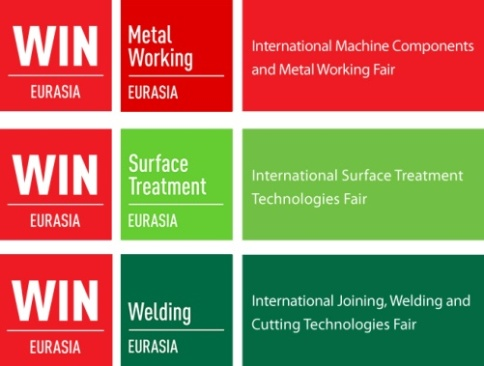 WIN
EURASIA
Metal
Working
EURASIA
International Machine Components
and Metal Working Fair
WIN
EURASIA
Surface
Treatment
EURASIA
International Surface Treatment
Technologies Fair
WIN
EURASIA
Welding
EURASIA
International Joining, Welding and
Cutting Technologies Fair